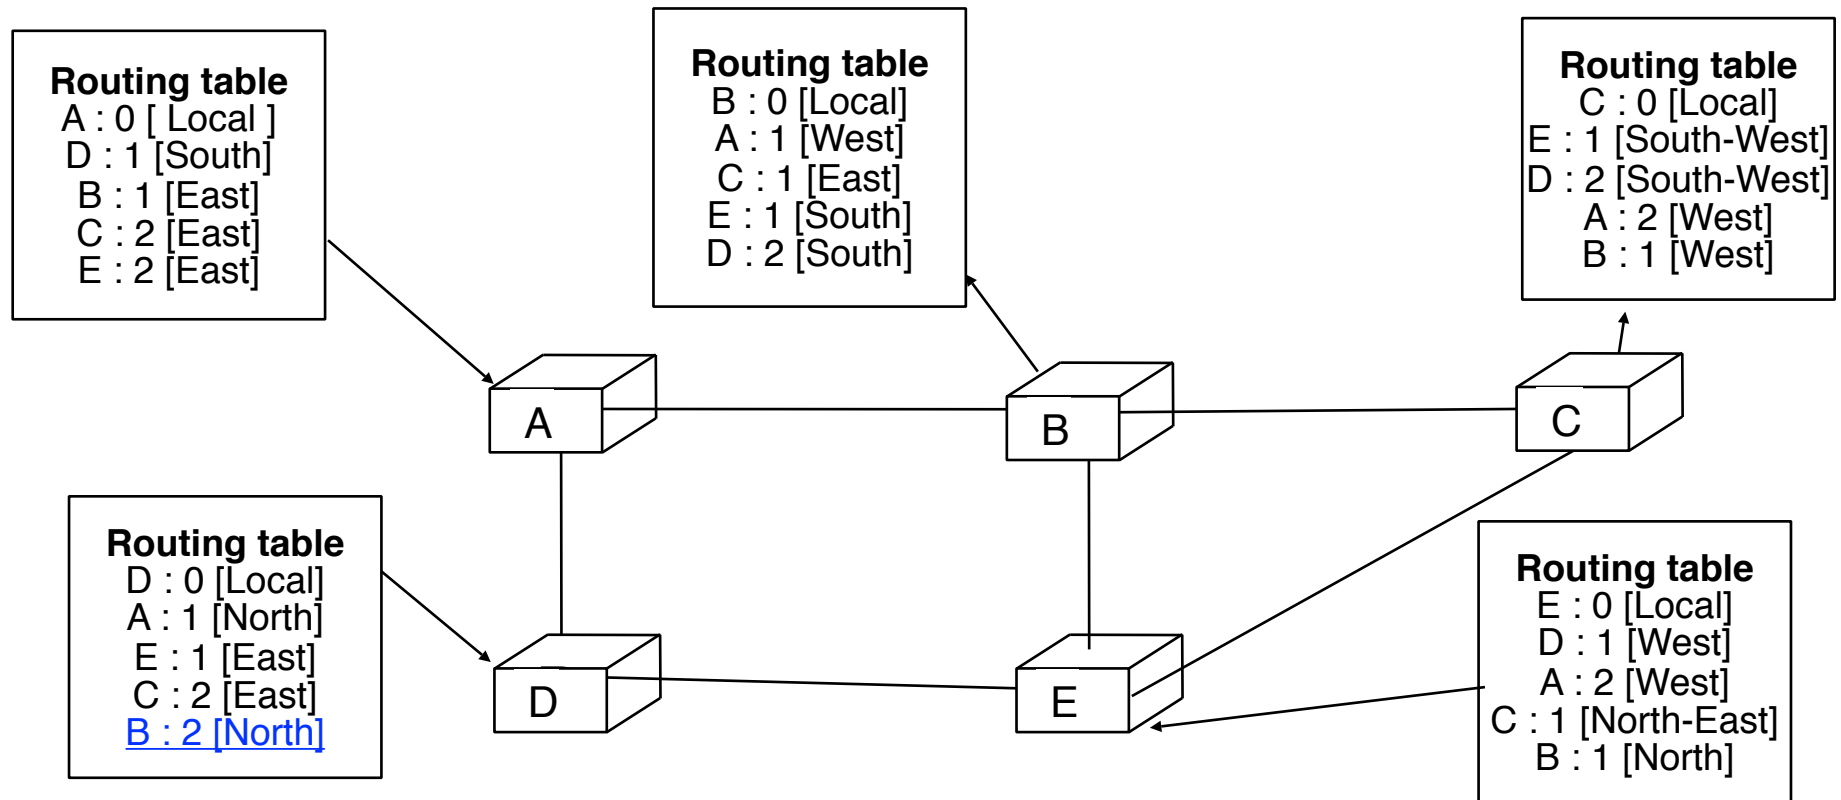 Routing table
A : 0 [ Local ]
D : 1 [South]
B : 1 [East]
C : 2 [East]
E : 2 [East]
Routing table
B : 0 [Local]
A : 1 [West]
C : 1 [East]
E : 1 [South]
D : 2 [South]
Routing table
C : 0 [Local]
E : 1 [South-West]
D : 2 [South-West]
A : 2 [West]
B : 1 [West]
A
B
C
Routing table
D : 0 [Local]
A : 1 [North]
E : 1 [East]
C : 2 [East]
B : 2 [North]
D
E
Routing table
E : 0 [Local]
D : 1 [West]
A : 2 [West]
C : 1 [North-East]
B : 1 [North]